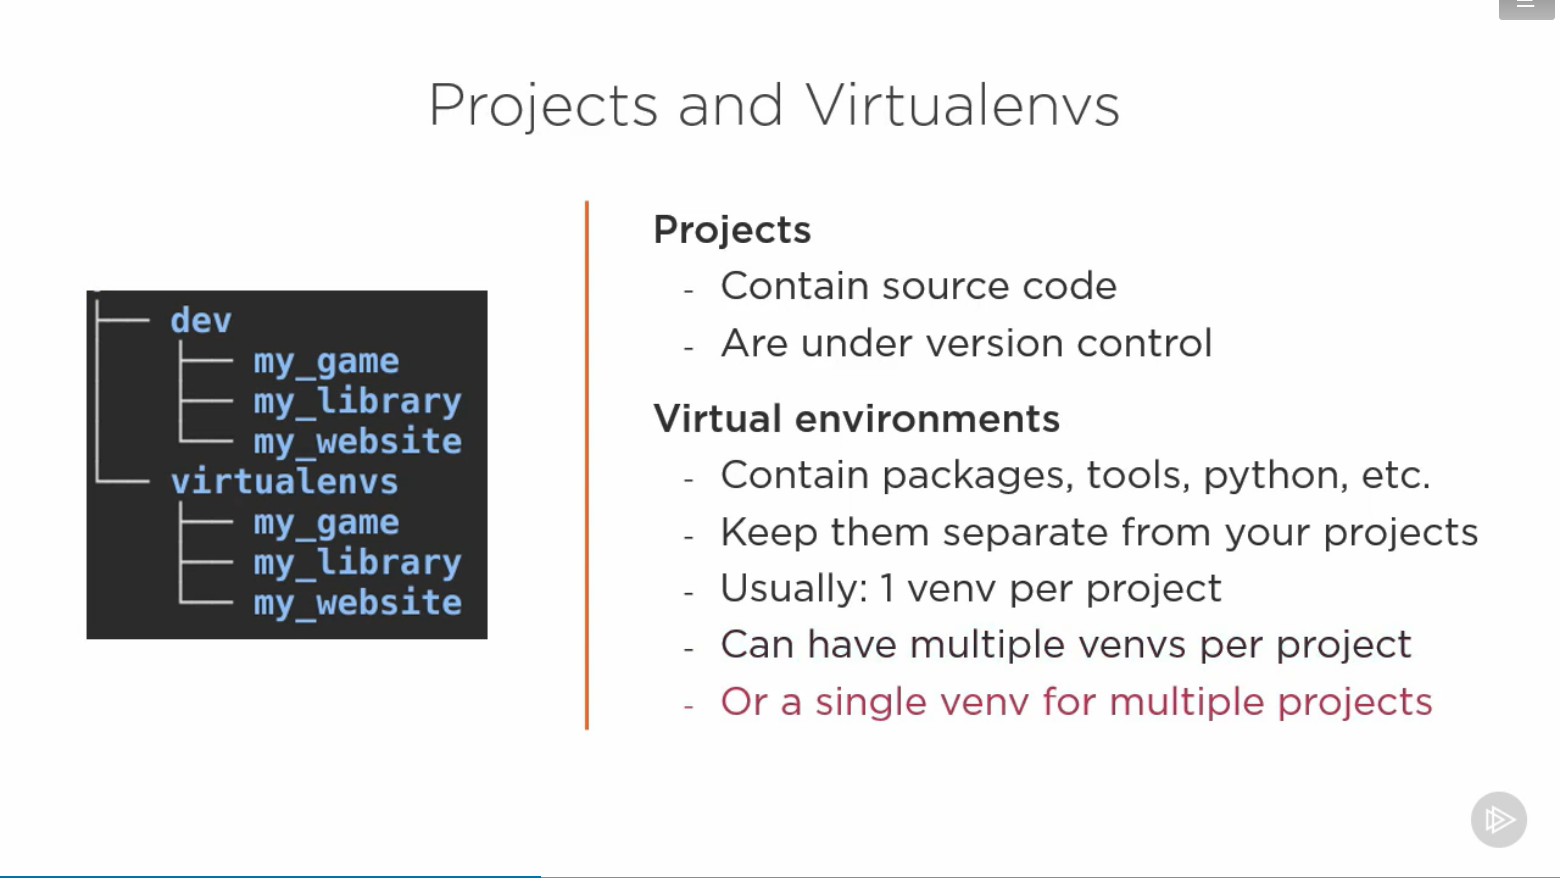 Projects and Virtualenvs
dev
my_game
my_library
my_website
virtualenvs
my_game
my_library
my_website
Projects
- Contain source code
- Are under version control
Virtual environments
- Contain packages, tools, python, etc.
- Keep them separate from your projects
- Usually: 1 venv per project
- Can have multiple venvs per project
- Or a single venv for multiple projects